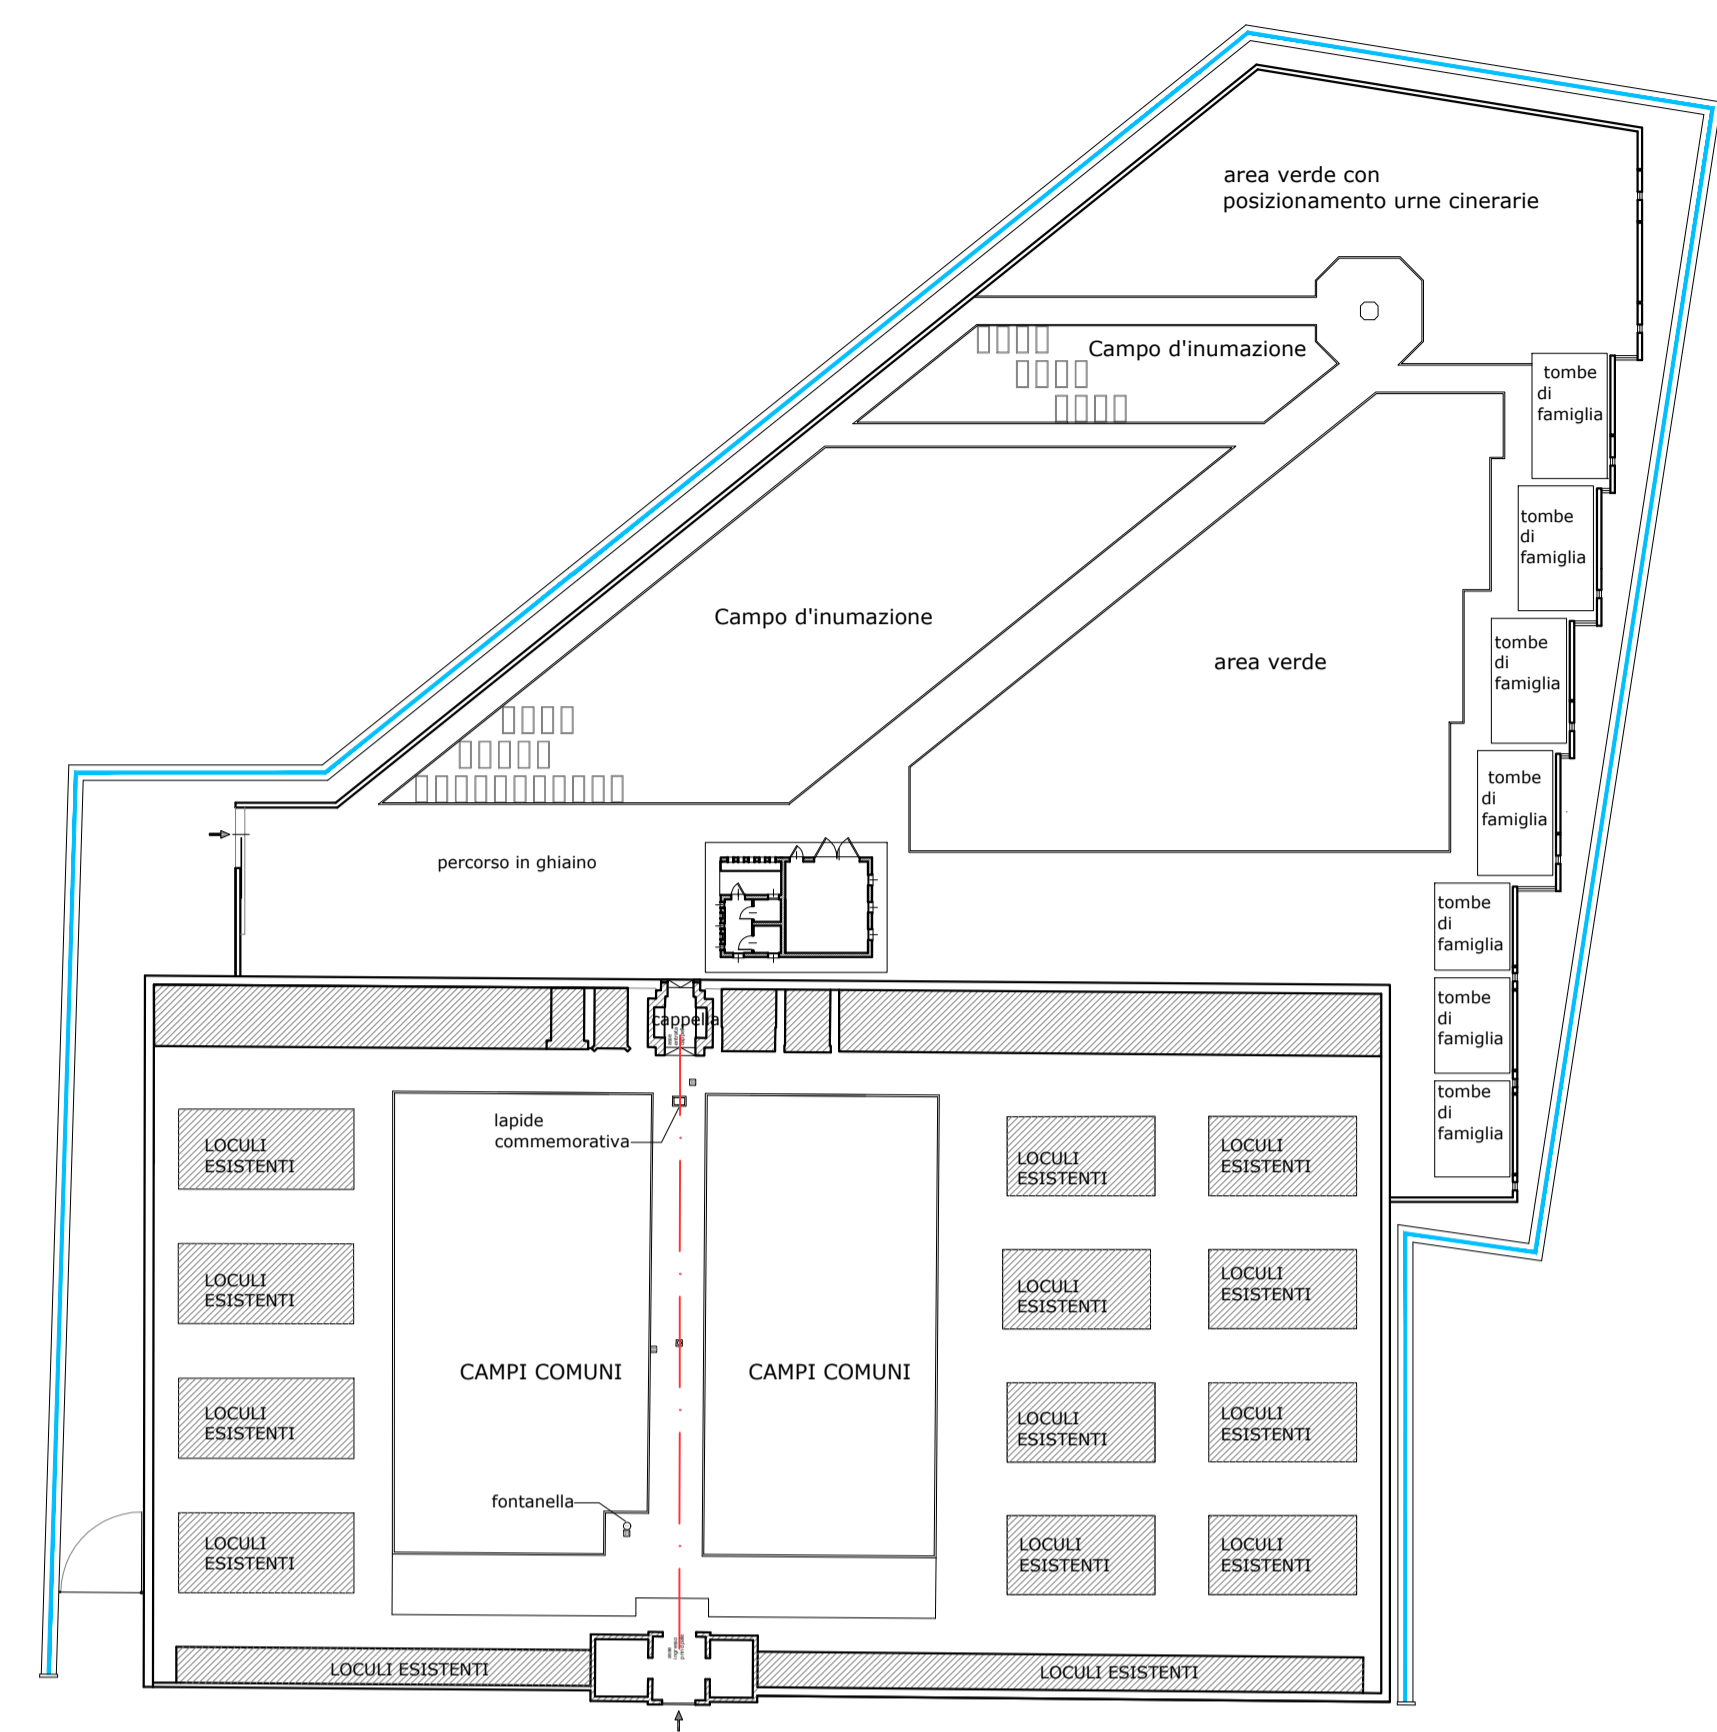 area verde con
posizionamento urne cinerarie
Campo d'inumazione
tombe
di
famiglia
tombe
di
famiglia
Campo d'inumazione
area verde
tombe
di
famiglia
tombe
di
famiglia
percorso in ghiaino
tombe
di
famiglia
tombe
di
famiglia
tombe
di
famiglia
cappella
lapide
commemorativa
LOCULI
ESISTENTI
LOCULI
ESISTENTI
LOCULI
ESISTENTI
LOCULI
ESISTENTI
LOCULI
ESISTENTI
LOCULI
ESISTENTI
CAMPI COMUNI
CAMPI COMUNI
LOCULI
ESISTENTI
LOCULI
ESISTENTI
LOCULI
ESISTENTI
fontanella
LOCULI
ESISTENTI
LOCULI
ESISTENTI
LOCULI
ESISTENTI
LOCULI ESISTENTI
LOCULI ESISTENTI
asse
ingresso
principale